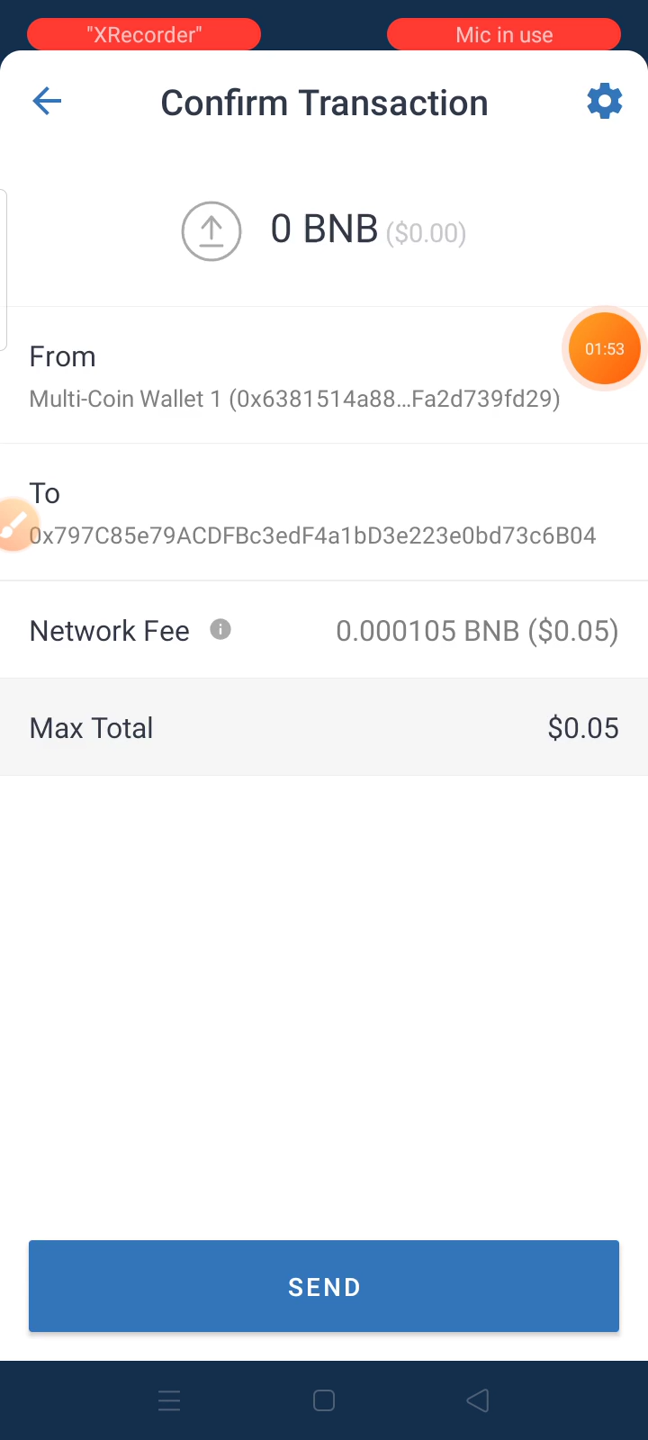 "XRecorder" Mic in use
Confirm Transaction
0 BNB ($0.00)
01:53
From
Multi-Coin Wallet 1 (0x6381514a88...Fa2d739fd29)
To
0x797C85e79ACDFBc3edF4a1bD3e223e0bd73c6B04
Network Fee 0.000105 BNB ($0.05)
Max Total $0.05
SEND